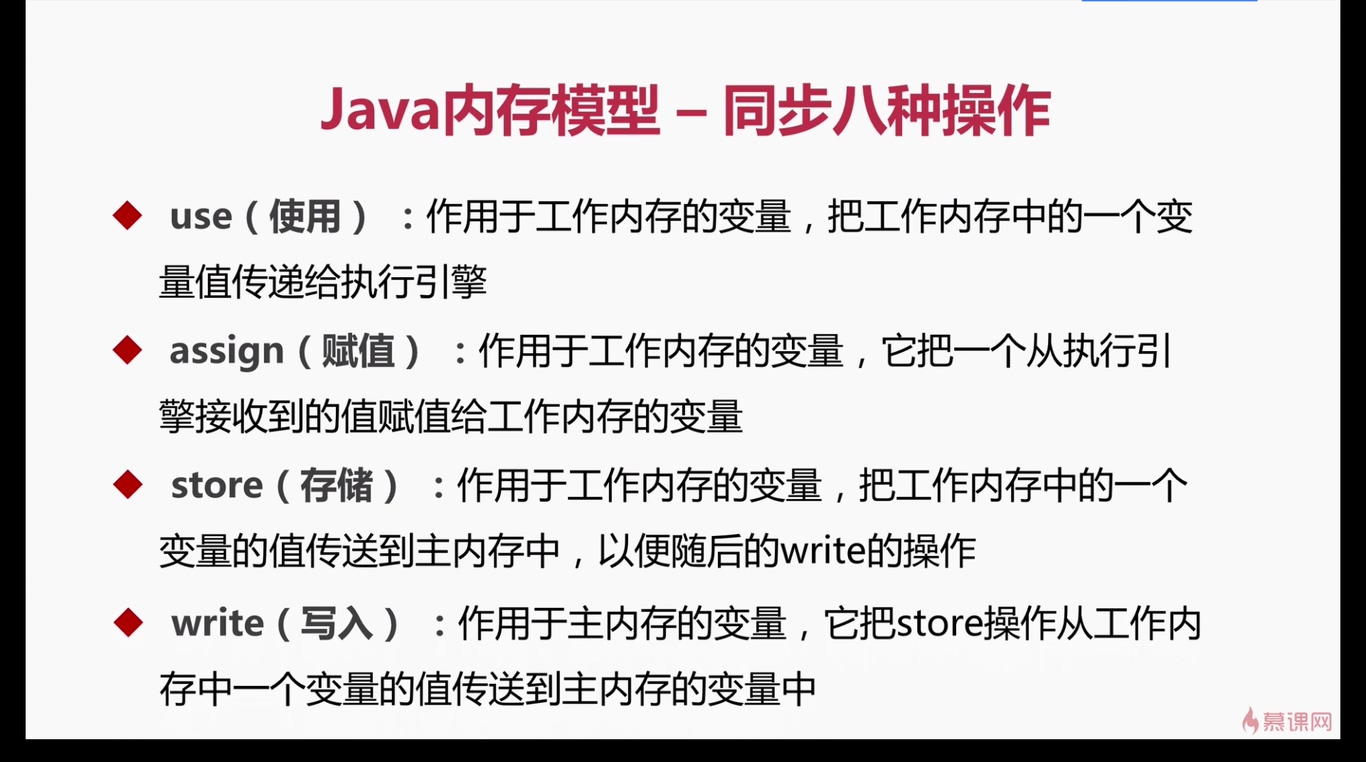 Java内存模型 – 同步八种操作
use（使用）：作用于工作内存的变量，把工作内存中的一个变
量值传递给执行引擎
assign（赋值）：作用于工作内存的变量，它把一个从执行引
擎接收到的值赋值给工作内存的变量
store（存储）：作用于工作内存的变量，把工作内存中的一个
变量的值传送到主内存中，以便随后的write的操作
write（写入）：作用于主内存的变量，它把store操作从工作内
存中一个变量的值传送到主内存的变量中
慕课网